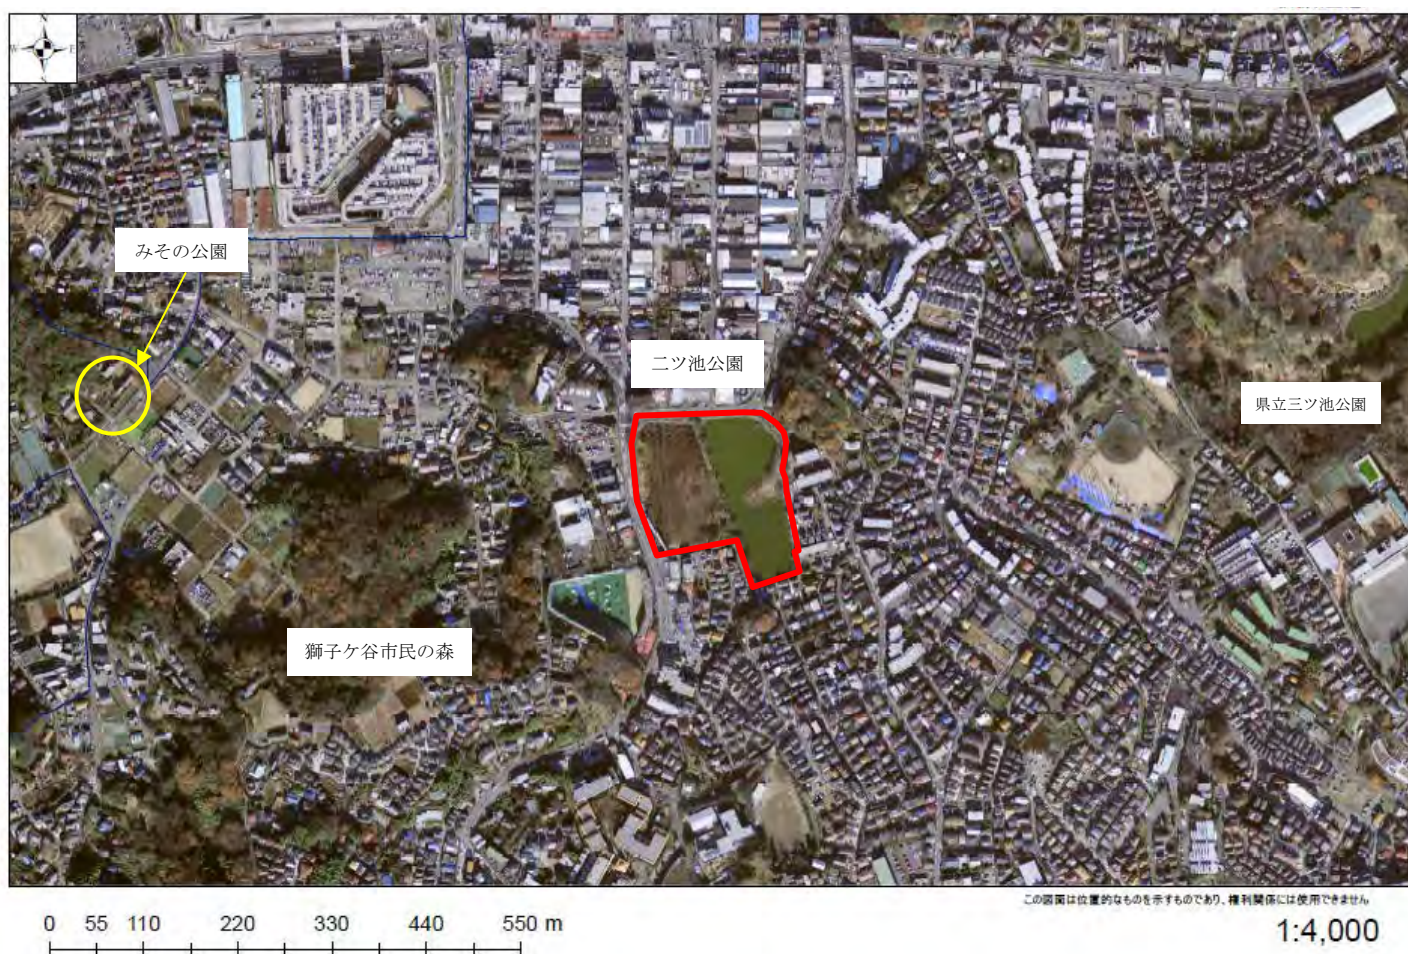 N
W E
みその公園
二ツ池公園
県立三ツ池公園
獅子ケ谷市民の森
この図面は位置的なものを示すものであり、権利関係には使用できません
0 55 110 220 330 440 550 m
1:4,000